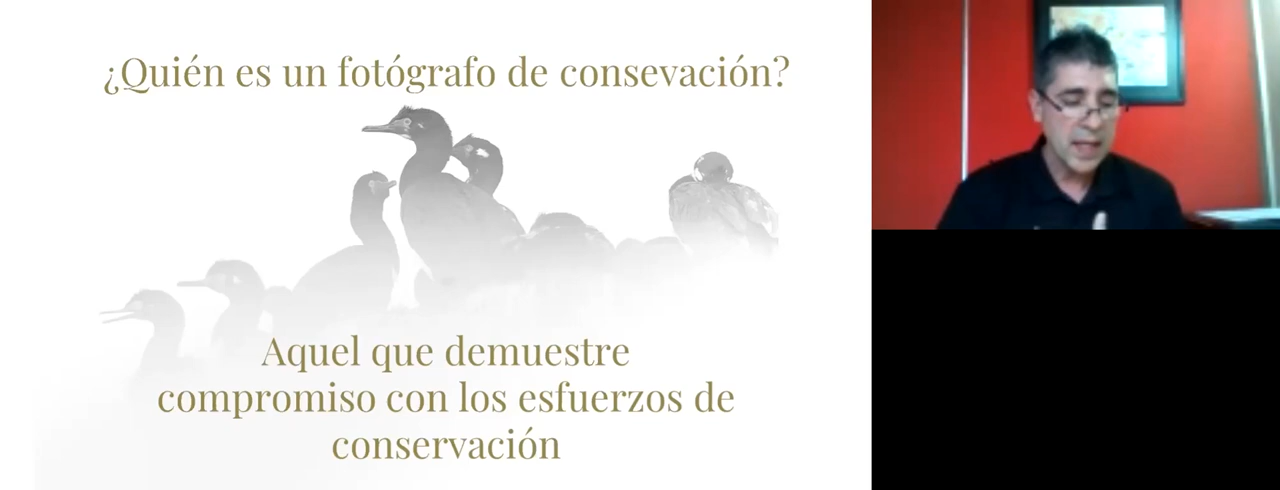 ¿Quién es un fotógrafo de consevación?
Aquel que demuestre
compromiso con los esfuerzos de
conservación